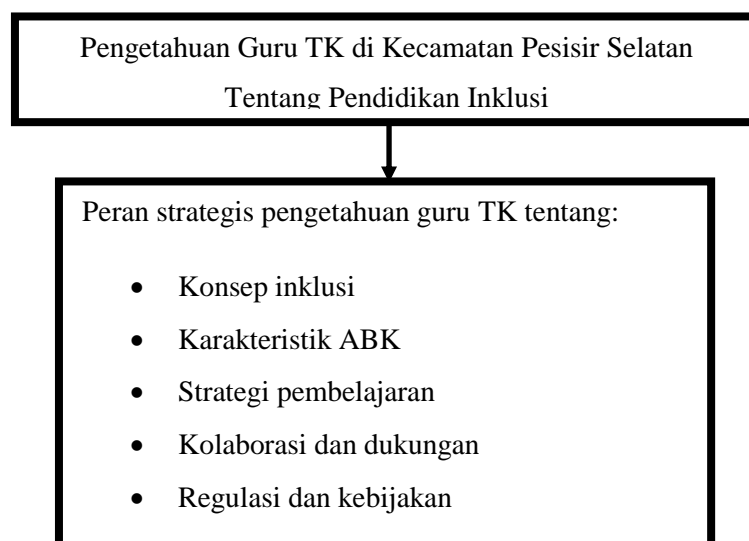 Pengetahuan Guru TK di Kecamatan Pesisir Selatan
Tentang Pendidikan Inklusi
Peran strategis pengetahuan guru TK tentang:
• Konsep inklusi
• Karakteristik ABK
• Strategi pembelajaran
• Kolaborasi dan dukungan
• Regulasi dan kebijakan